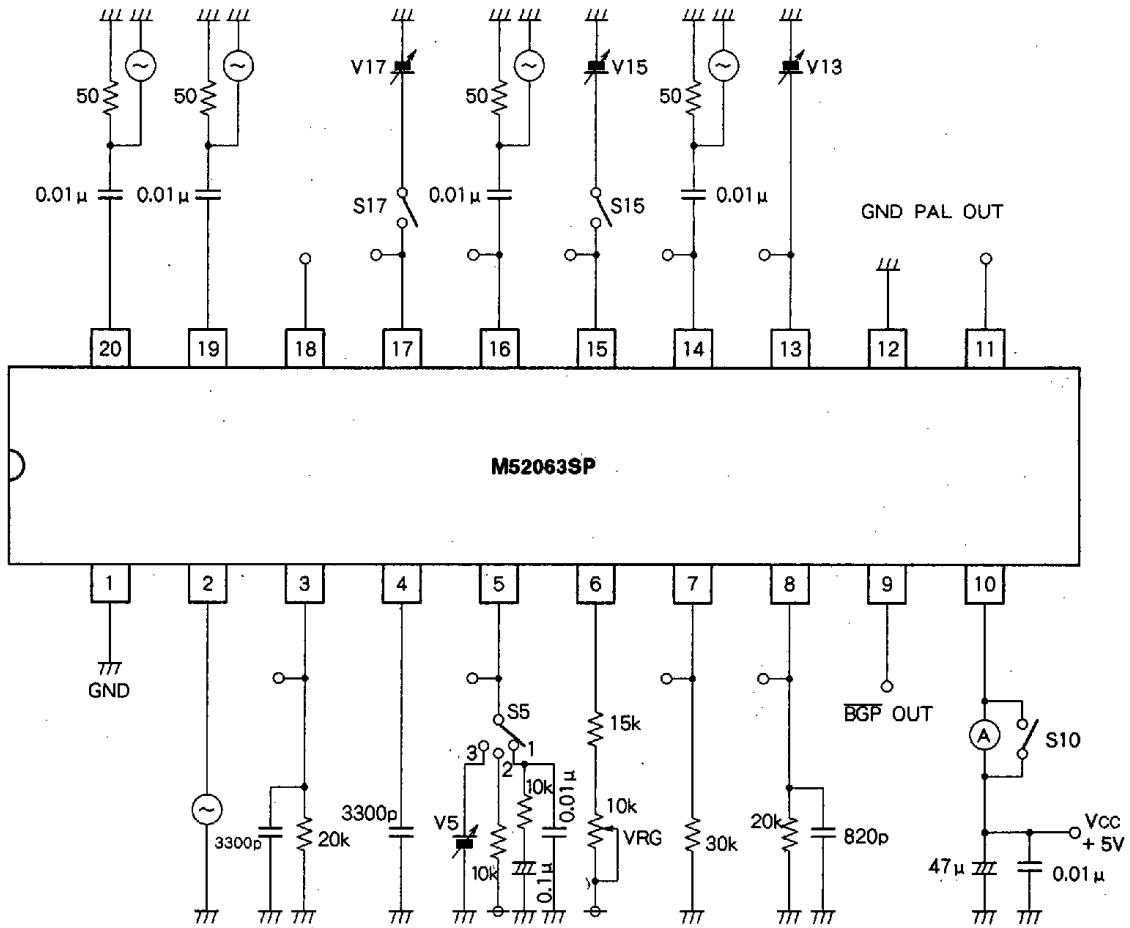 V17
V15
V13
50
50
50
50
0.01μ
0.01μ
S17
0.01μ
S15
0.01μ
GND PAL OUT
20
19
18
17
16
15
14
13
12
11
M52063SP
1
2
3
4
5
6
7
8
9
10
GND
S5
3
2
1
15k
BGP OUT
A
S10
3300p
20k
3300p
V5
10k
10k
0.1μ
0.01μ
10k
VRG
30k
20k
820p
VCC
+5V
47μ
0.01μ